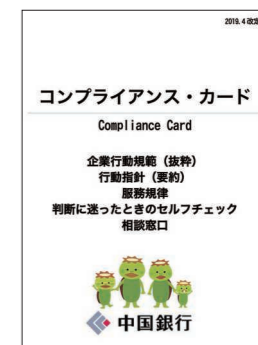 2019.4改定
コンプライアンス・カード
Compliance Card
企業行動規範（抜粋）
行動指針（要約）
服務規律
判断に迷ったときのセルフチェック
相談窓口
中国銀行